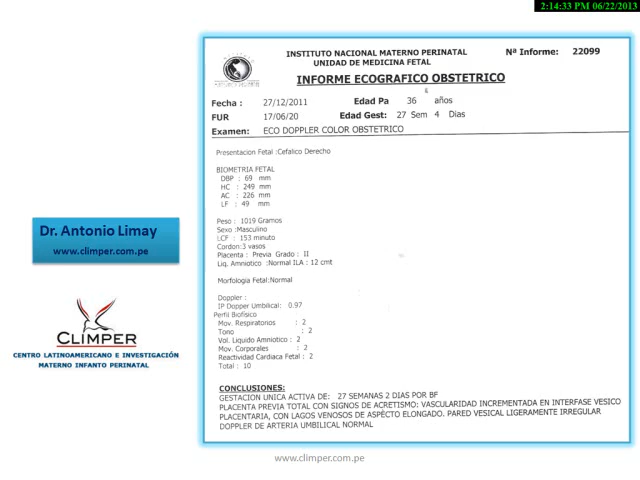 2:14:33 PM 06/22/2013
INSTITUTO NACIONAL MATERNO PERINATAL
Nª Informe: 22099
UNIDAD DE MEDICINA FETAL
INFORME ECOGRAFICO OBSTETRICO
Fecha : 27/12/2011 Edad Pa 36 años
FUR 17/06/20 Edad Gest: 27 Sem 4 Dias
Examen: ECO DOPPLER COLOR OBSTETRICO
Presentacion Fetal :Cefalico Derecho
BIOMETRIA FETAL
DBP : 69 mm
HC : 249 mm
AC : 226 mm
LF : 49 mm
Peso : 1019 Gramos
Sexo :Masculino
LCF : 153 minuto
Cordon:3 vasos
Placenta : Previa Grado : II
Liq. Amniotico :Normal ILA : 12 cmt
Morfologia Fetal:Normal
Doppler :
IP Dopper Umbilical: 0.97
Perfil Biofisico
Mov. Respiratorios : 2
Tono : 2
Vol. Liquido Amniotico : 2
Mov. Corporales : 2
Reactividad Cardiaca Fetal : 2
Total : 10
CONCLUSIONES:
GESTACION UNICA ACTIVA DE: 27 SEMANAS 2 DIAS POR BF
PLACENTA PREVIA TOTAL CON SIGNOS DE ACRETISMO: VASCULARIDAD INCREMENTADA EN INTERFASE VESICO
PLACENTARIA, CON LAGOS VENOSOS DE ASPECTO ELONGADO. PARED VESICAL LIGERAMENTE IRREGULAR
DOPPLER DE ARTERIA UMBILICAL NORMAL
Dr. Antonio Limay
www.climper.com.pe
CLIMPER
CENTRO LATINOAMERICANO E INVESTIGACIÓN
MATERNO INFANTO PERINATAL
www.climper.com.pe